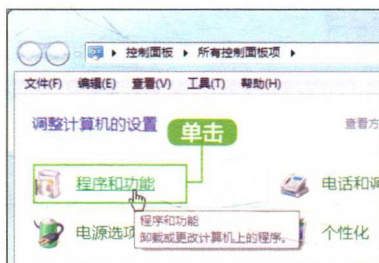 控制面板 ▸ 所有控制面板项 ▸
文件(F) 编辑(E) 查看(V) 工具(T) 帮助(H)
调整计算机的设置 单击 查看方
程序和功能 电话和调
程序和功能
卸载或更改计算机上的程序。
电源选项 个性化